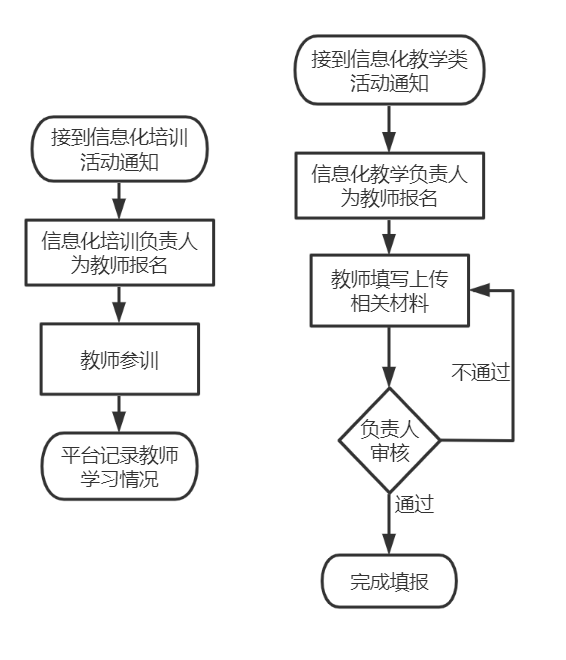 接到信息化培训
活动通知
信息化培训负责人
为教师报名
教师参训
平台记录教师
学习情况
接到信息化教学类
活动通知
信息化教学负责人
为教师报名
教师填写上传
相关材料
不通过
负责人
审核
通过
完成填报